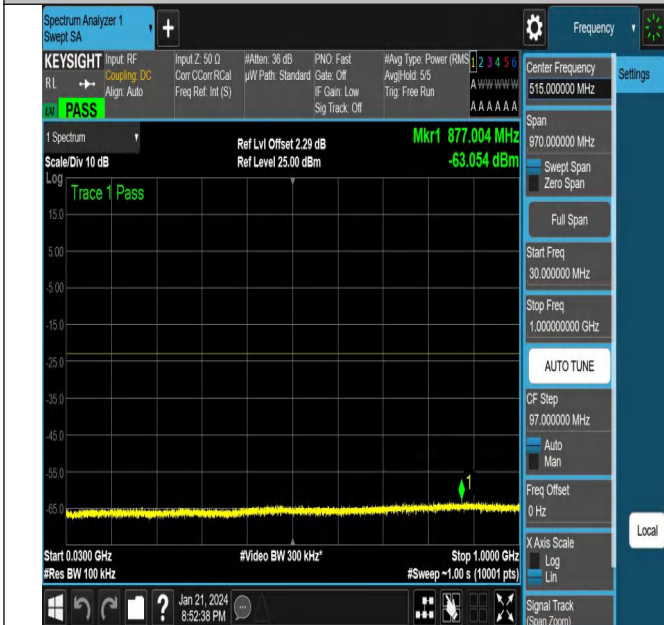 Spectrum Analyzer 1
Swept SA
+
Frequency
KEYSIGHT
RL
Input: RF
Coupling: DC
Align: Auto
Input Z: 50 Ω
Corr CCorr RCal
Freq Ref: Int (S)
#Atten: 36 dB
µW Path: Standard
PNO: Fast
Gate: Off
IF Gain: Low
Sig Track: Off
#Avg Type: Power (RMS
Avg|Hold: 5/5
Trig: Free Run
1 2 3 4 5 6
A W W W W W
A A A A A A
LXI PASS
1 Spectrum
Scale/Div 10 dB
Ref Lvl Offset 2.29 dB
Ref Level 25.00 dBm
Mkr1 877.004 MHz
-63.054 dBm
Log
Trace 1 Pass
15.0
5.00
-5.00
-15.0
-25.0
-35.0
-45.0
-55.0
-65.0
1
Start 0.0300 GHz
#Res BW 100 kHz
#Video BW 300 kHz*
Stop 1.0000 GHz
#Sweep ~1.00 s (10001 pts)
Center Frequency
515.000000 MHz
Settings
Span
970.000000 MHz
Swept Span
Zero Span
Full Span
Start Freq
30.000000 MHz
Stop Freq
1.000000000 GHz
AUTO TUNE
CF Step
97.000000 MHz
Auto
Man
Freq Offset
0 Hz
X Axis Scale
Log
Lin
Local
Signal Track
(Span Zoom)
?
Jan 21, 2024
8:52:38 PM